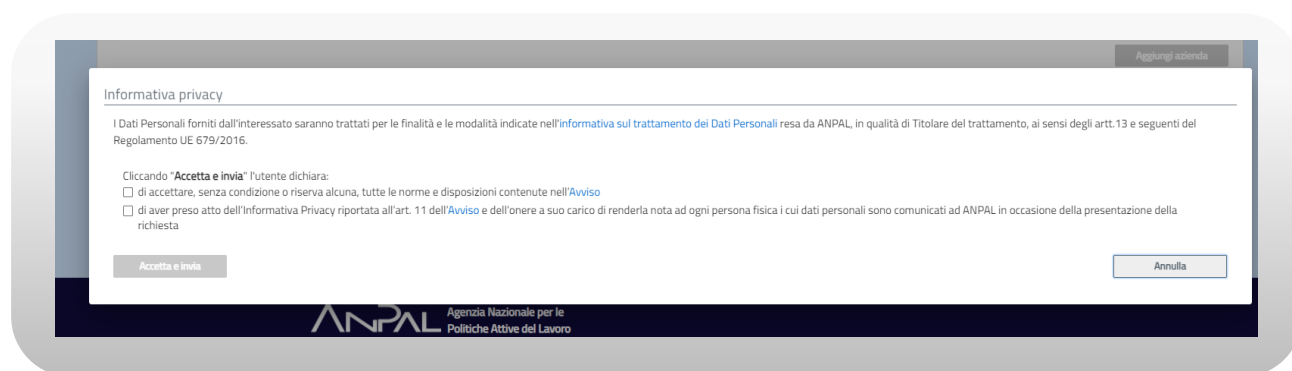 Aggiungi azienda
Informativa privacy
I Dati Personali forniti dall'interessato saranno trattati per le finalità e le modalità indicate nell'informativa sul trattamento dei Dati Personali resa da ANPAL, in qualità di Titolare del trattamento, ai sensi degli artt.13 e seguenti del
Regolamento UE 679/2016.
Cliccando "Accetta e invia" l'utente dichiara:
di accettare, senza condizione o riserva alcuna, tutte le norme e disposizioni contenute nell'Avviso
di aver preso atto dell'Informativa Privacy riportata all'art. 11 dell'Avviso e dell'onere a suo carico di renderla nota ad ogni persona fisica i cui dati personali sono comunicati ad ANPAL in occasione della presentazione della
richiesta
Accetta e invia
Annulla
ANPAL
Agenzia Nazionale per le
Politiche Attive del Lavoro